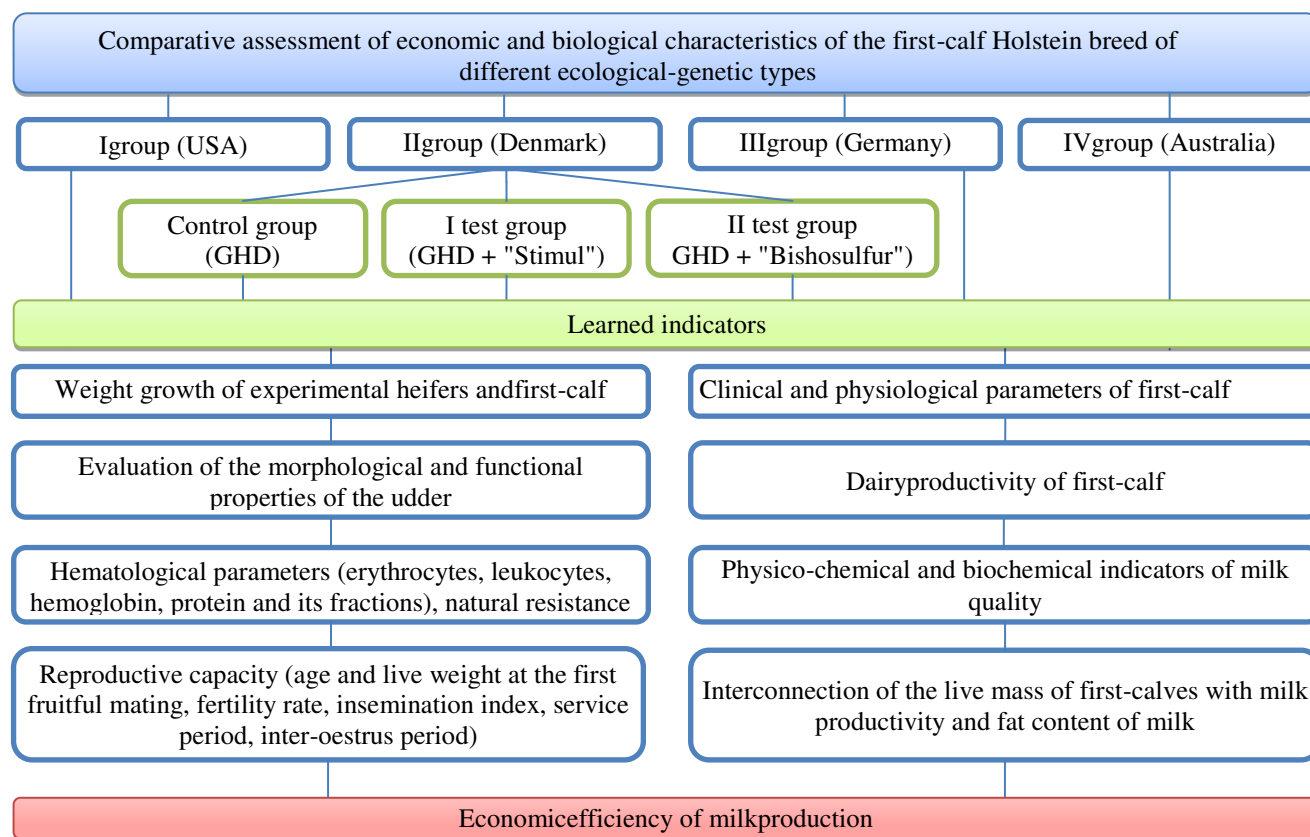 Comparative assessment of economic and biological characteristics of the first-calf Holstein breed of
different ecological-genetic types
Igroup (USA)
IIgroup (Denmark)
IIIgroup (Germany)
IVgroup (Australia)
Control group
(GHD)
I test group
(GHD + "Stimul")
II test group
GHD + "Bishosulfur")
Learned indicators
Weight growth of experimental heifers andfirst-calf
Clinical and physiological parameters of first-calf
Evaluation of the morphological and functional
properties of the udder
Dairyproductivity of first-calf
Hematological parameters (erythrocytes, leukocytes,
hemoglobin, protein and its fractions), natural resistance
Physico-chemical and biochemical indicators of milk
quality
Reproductive capacity (age and live weight at the first
fruitful mating, fertility rate, insemination index, service
period, inter-oestrus period)
Interconnection of the live mass of first-calves with milk
productivity and fat content of milk
Economicefficiency of milkproduction